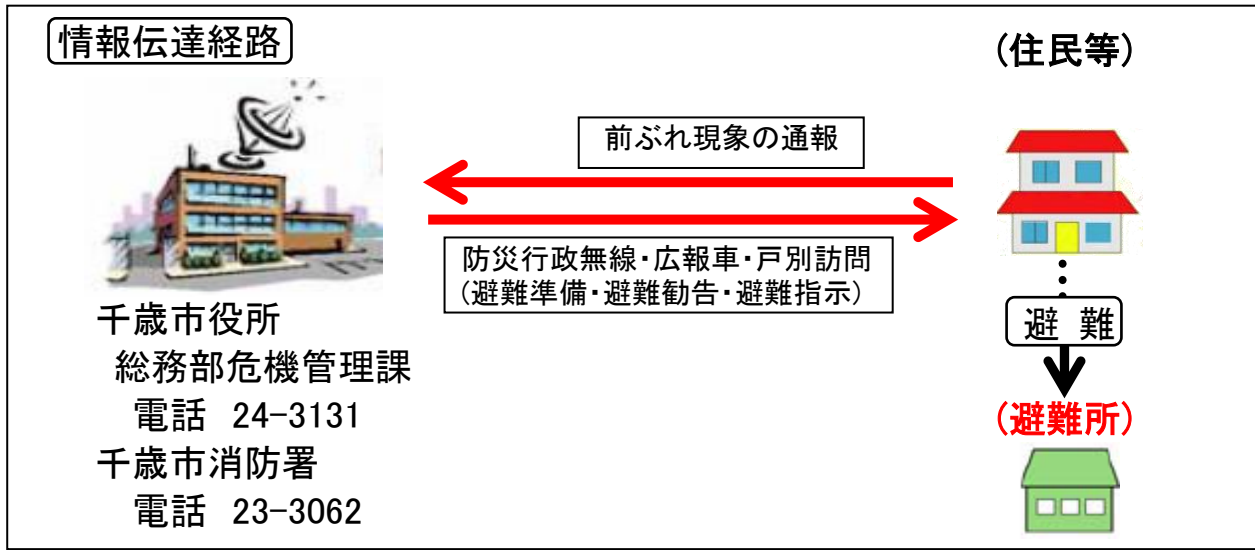 情報伝達経路
(住民等)
前ぶれ現象の通報
防災行政無線・広報車・戸別訪問
(避難準備・避難勧告・避難指示)
千歳市役所
総務部危機管理課
電話 24-3131
千歳市消防署
電話 23-3062
避 難
(避難所)